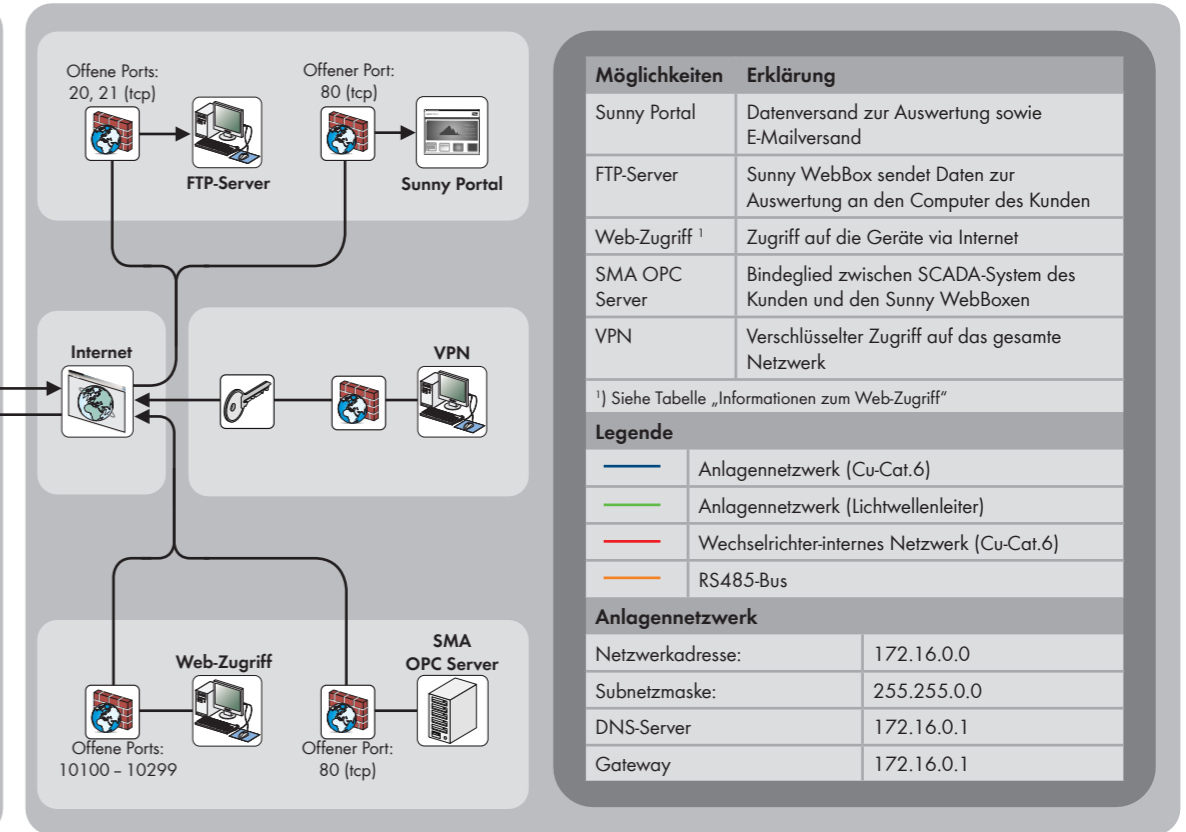 Offene Ports:
20, 21 (tcp)
FTP-Server
Offener Port:
80 (tcp)
Sunny Portal
Internet
VPN
Web-Zugriff
Offene Ports:
10100 – 10299
SMA
OPC Server
Offener Port:
80 (tcp)
Möglichkeiten Erklärung
Sunny Portal Datenversand zur Auswertung sowie
E-Mailversand
FTP-Server Sunny WebBox sendet Daten zur
Auswertung an den Computer des Kunden
Web-Zugriff ¹ Zugriff auf die Geräte via Internet
SMA OPC Bindeglied zwischen SCADA-System des
Server Kunden und den Sunny WebBoxen
VPN Verschlüsselter Zugriff auf das gesamte
Netzwerk
¹) Siehe Tabelle „Informationen zum Web-Zugriff“
Legende
Anlagennetzwerk (Cu-Cat.6)
Anlagennetzwerk (Lichtwellenleiter)
Wechselrichter-internes Netzwerk (Cu-Cat.6)
RS485-Bus
Anlagennetzwerk
Netzwerkadresse: 172.16.0.0
Subnetzmaske: 255.255.0.0
DNS-Server 172.16.0.1
Gateway 172.16.0.1